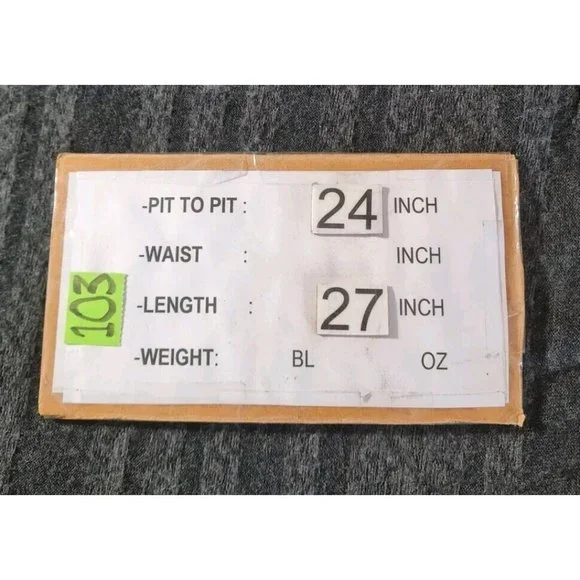 -PIT TO PIT : 24 INCH
-WAIST : INCH
-LENGTH : 27 INCH
-WEIGHT: BL OZ
103